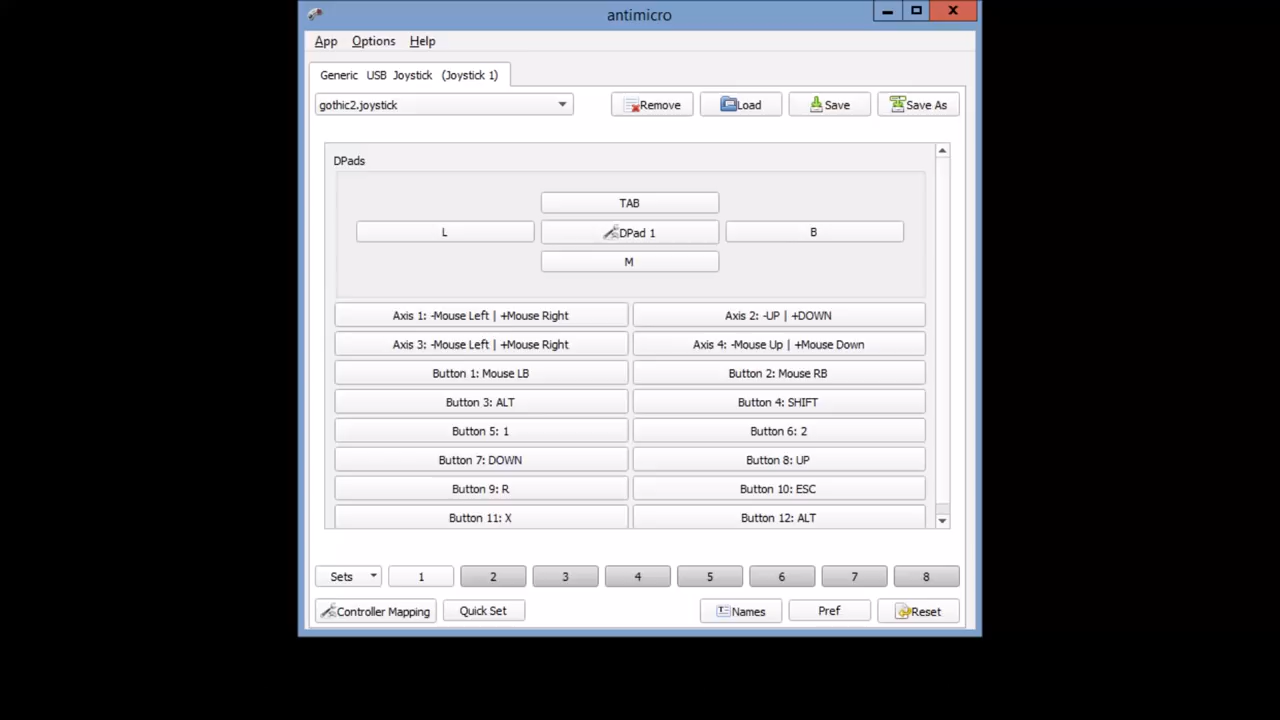 antimicro
App Options Help
Generic USB Joystick (Joystick 1)
gothic2.joystick Remove Load Save Save As
DPads
TAB
L DPad 1 B
M
Axis 1: -Mouse Left | +Mouse Right Axis 2: -UP | +DOWN
Axis 3: -Mouse Left | +Mouse Right Axis 4: -Mouse Up | +Mouse Down
Button 1: Mouse LB Button 2: Mouse RB
Button 3: ALT Button 4: SHIFT
Button 5: 1 Button 6: 2
Button 7: DOWN Button 8: UP
Button 9: R Button 10: ESC
Button 11: X Button 12: ALT
Sets 1 2 3 4 5 6 7 8
Controller Mapping Quick Set Names Pref Reset